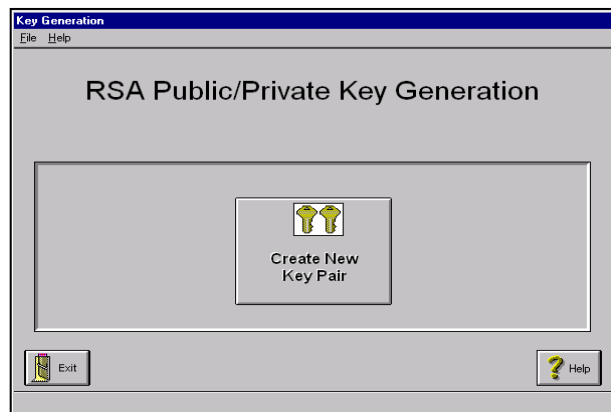 Key Generation
File Help
RSA Public/Private Key Generation
Create New
Key Pair
Exit
Help